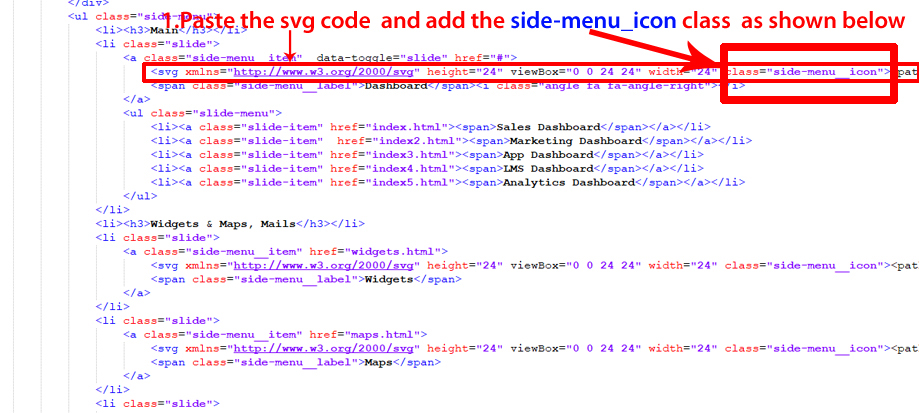 </div>
1.Paste the svg code and add the side-menu_icon class as shown below
<ul class="side-menu">
<li><h3>Main</h3></li>
<li class="slide">
<a class="side-menu__item" data-toggle="slide" href="#">
<svg xmlns="http://www.w3.org/2000/svg" height="24" viewBox="0 0 24 24" width="24" class="side-menu__icon"><pat
<span class="side-menu__label">Dashboard</span><i class="angle fa fa-angle-right"></i>
</a>
<ul class="slide-menu">
<li><a class="slide-item" href="index.html"><span>Sales Dashboard</span></a></li>
<li><a class="slide-item"  href="index2.html"><span>Marketing Dashboard</span></a></li>
<li><a class="slide-item" href="index3.html"><span>App Dashboard</span></a></li>
<li><a class="slide-item" href="index4.html"><span>LMS Dashboard</span></a></li>
<li><a class="slide-item" href="index5.html"><span>Analytics Dashboard</span></a></li>
</ul>
</li>
<li><h3>Widgets & Maps, Mails</h3></li>
<li class="slide">
<a class="side-menu__item" href="widgets.html">
<svg xmlns="http://www.w3.org/2000/svg" height="24" viewBox="0 0 24 24" width="24" class="side-menu__icon"><pat
<span class="side-menu__label">Widgets</span>
</a>
</li>
<li class="slide">
<a class="side-menu__item" href="maps.html">
<svg xmlns="http://www.w3.org/2000/svg" height="24" viewBox="0 0 24 24" width="24" class="side-menu__icon"><pat
<span class="side-menu__label">Maps</span>
</a>
</li>
<li class="slide">